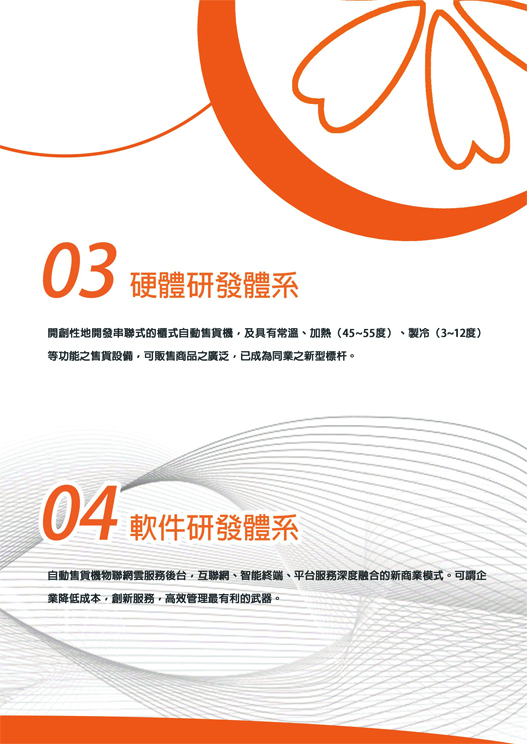 03 硬體研發體系
開創性地開發串聯式的櫃式自動售貨機，及具有常溫、加熱（45~55度）、製冷（3~12度）
等功能之售貨設備，可販售商品之廣泛，已成為同業之新型標杆。
04 軟件研發體系
自動售貨機物聯網雲服務後台，互聯網、智能終端、平台服務深度融合的新商業模式。可謂企
業降低成本，創新服務，高效管理最有利的武器。